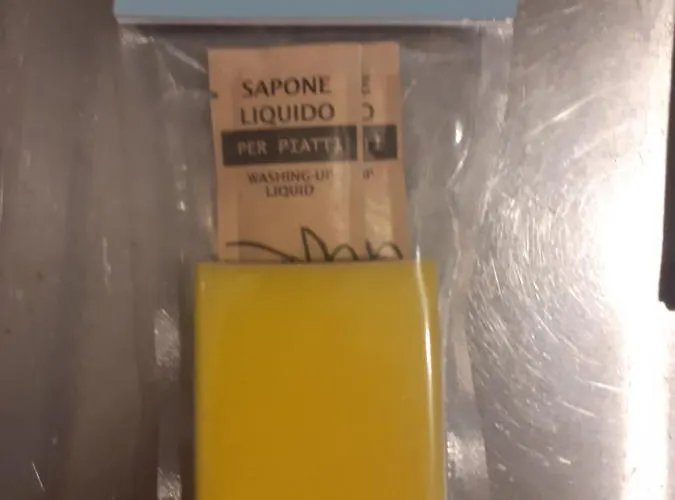 SAPONE
LIQUIDO
PER PIATTI
WASHING-UP
LIQUID